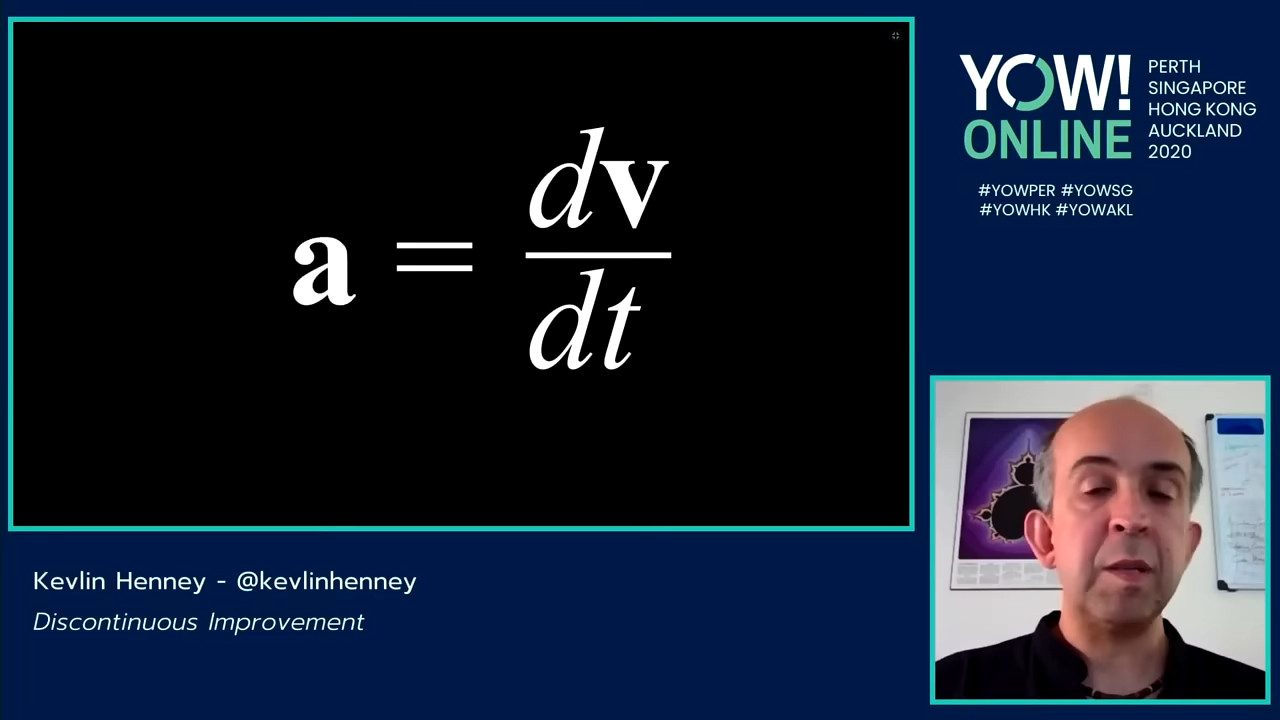 a = dv
dt
YOW!
ONLINE
PERTH
SINGAPORE
HONG KONG
AUCKLAND
2020
#YOWPER #YOWSG
#YOWHK #YOWAKL
Kevlin Henney - @kevlinhenney
Discontinuous Improvement